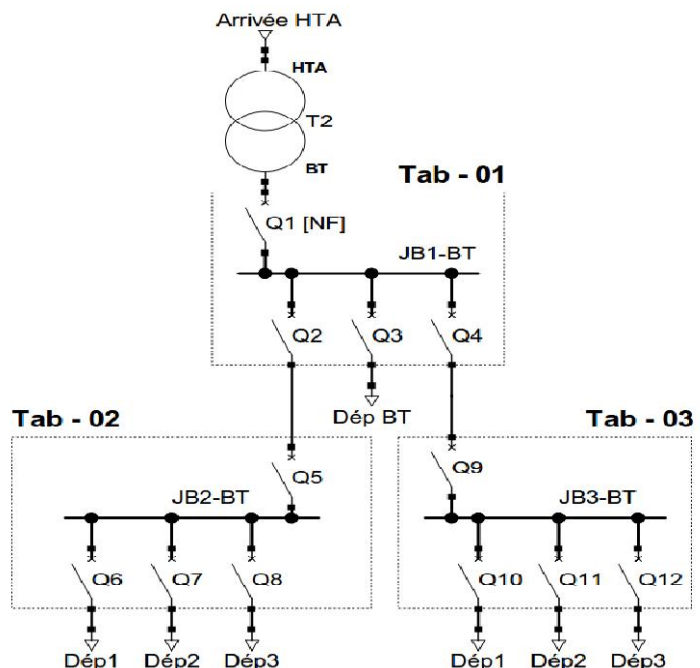 Arrivée HTA
HTA
T2
BT
Tab - 01
Q1 [NF]
JB1-BT
Q2 Q3 Q4
Dép BT
Tab - 02 Tab - 03
Q5 Q9
JB2-BT JB3-BT
Q6 Q7 Q8 Q10 Q11 Q12
Dép1 Dép2 Dép3 Dép1 Dép2 Dép3